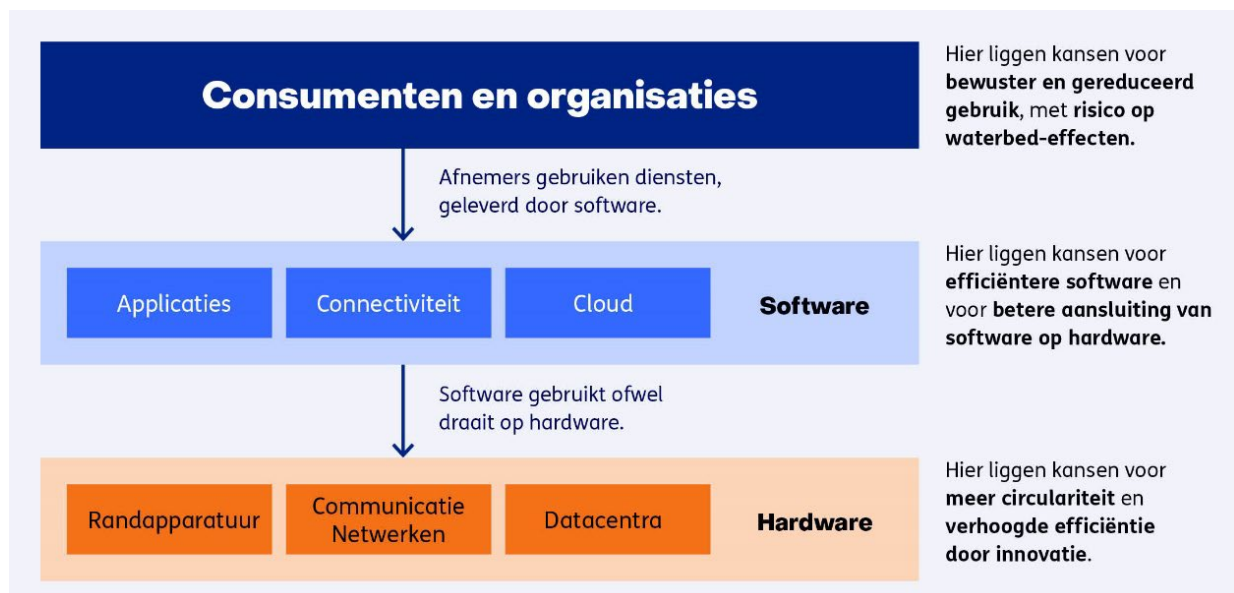 Consumenten en organisaties
Hier liggen kansen voor
bewuster en gereduceerd
gebruik, met risico op
waterbed-effecten.
Afnemers gebruiken diensten,
geleverd door software.
Applicaties
Connectiviteit
Cloud
Software
Hier liggen kansen voor
efficiëntere software en
voor betere aansluiting van
software op hardware.
Software gebruikt ofwel
draait op hardware.
Randapparatuur
Communicatie
Netwerken
Datacentra
Hardware
Hier liggen kansen voor
meer circulariteit en
verhoogde efficiëntie
door innovatie.